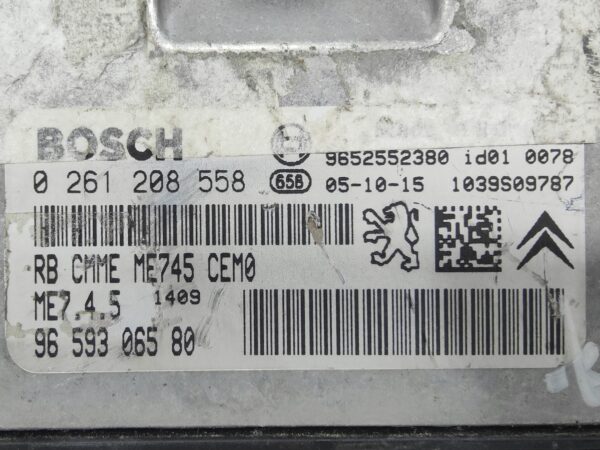 BOSCH
9652552380 id01 0078
0 261 208 558 658 05-10-15 1039S09787
RB CMME ME745 CEM0
ME7.4.5 1409
96 593 065 80